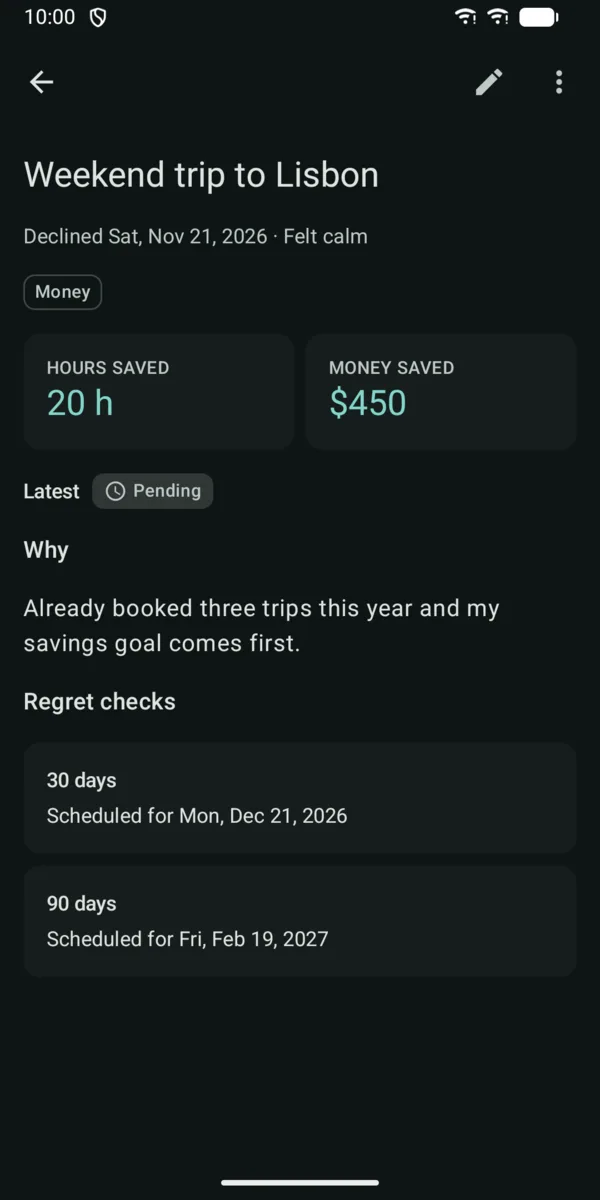 10:00
Weekend trip to Lisbon
Declined Sat, Nov 21, 2026 · Felt calm
Money
HOURS SAVED
20 h
MONEY SAVED
$450
Latest
Pending
Why
Already booked three trips this year and my
savings goal comes first.
Regret checks
30 days
Scheduled for Mon, Dec 21, 2026
90 days
Scheduled for Fri, Feb 19, 2027